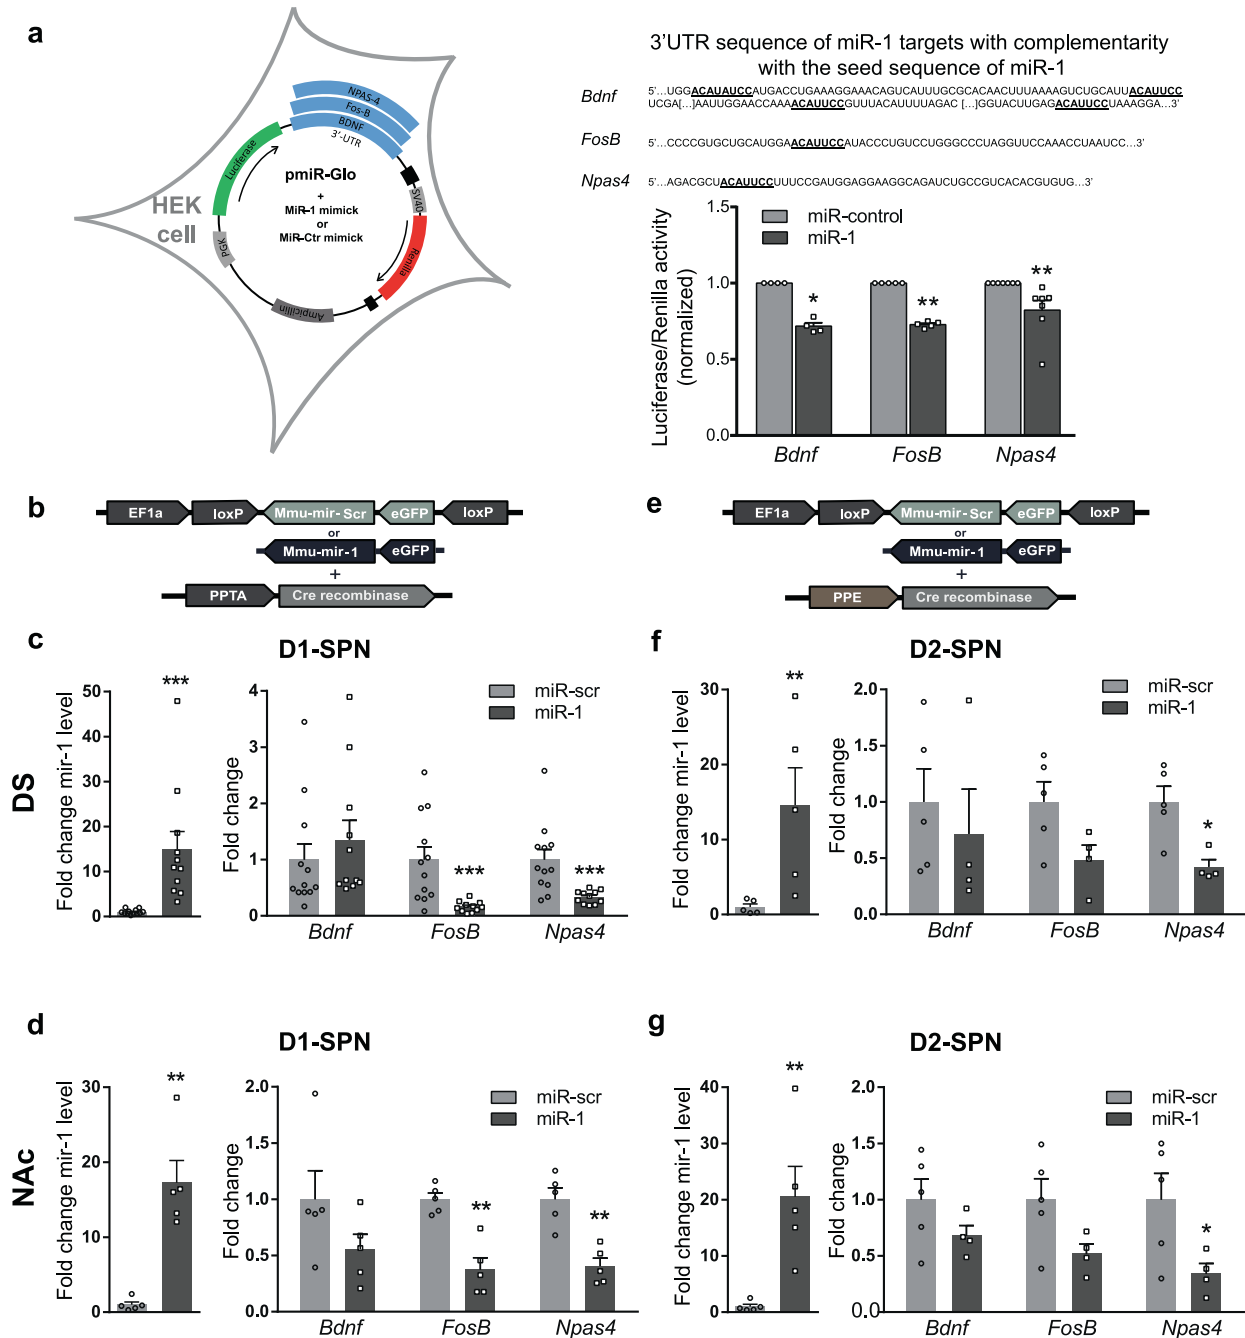 a
NPAS-4
Fos-B
BDNF
3'-UTR
Luciferase
pmiR-Glo
+
MiR-1 mimick
or
MiR-Ctr mimick
SV40
Renilla
HEK
cell
PGK
Ampicillin
3'UTR sequence of miR-1 targets with complementarity
with the seed sequence of miR-1
Bdnf
5'...UGGACAUAUCCAUGACCUGAAAGGAAACAGUCAUUUGCGCACAACUUUAAAAGUCUGCAUUACAUUCC
UCGA[...]AAUUGGAACCAAAACAUUCCGUUUACAUUUUAGAC [...]GGUACUUGAGACAUUCCUAAAGGA...3'
FosB
5'...CCCCGUGCUGCAUGGAACAUUCCAUACCCUGUCCUGGGCCCUAGGUUCCAAACCUAAUCC...3'
Npas4
5'...AGACGCUACAUUCCUUUCCGAUGGAGGAAGGCAGAUCUGCCGUCACACGUGUG...3'
Luciferase/Renilla activity
(normalized)
1.5
1.0
0.5
0.0
miR-control
miR-1
*
**
**
Bdnf
FosB
Npas4
b
EF1a
loxP
Mmu-mir-Scr
eGFP
loxP
or
Mmu-mir-1
eGFP
+
PPTA
Cre recombinase
e
EF1a
loxP
Mmu-mir-Scr
eGFP
loxP
or
Mmu-mir-1
eGFP
+
PPE
Cre recombinase
c
D1-SPN
DS
Fold change mir-1 level
50
40
30
20
10
0
***
Fold change
4
3
2
1
0
miR-scr
miR-1
***
***
Bdnf
FosB
Npas4
f
D2-SPN
Fold change mir-1 level
30
20
10
0
**
Fold change
2.0
1.5
1.0
0.5
0.0
miR-scr
miR-1
*
Bdnf
FosB
Npas4
d
D1-SPN
NAc
Fold change mir-1 level
30
20
10
0
**
Fold change
2.0
1.5
1.0
0.5
0.0
miR-scr
miR-1
**
**
Bdnf
FosB
Npas4
g
D2-SPN
Fold change mir-1 level
40
30
20
10
0
**
Fold change
2.0
1.5
1.0
0.5
0.0
miR-scr
miR-1
*
Bdnf
FosB
Npas4